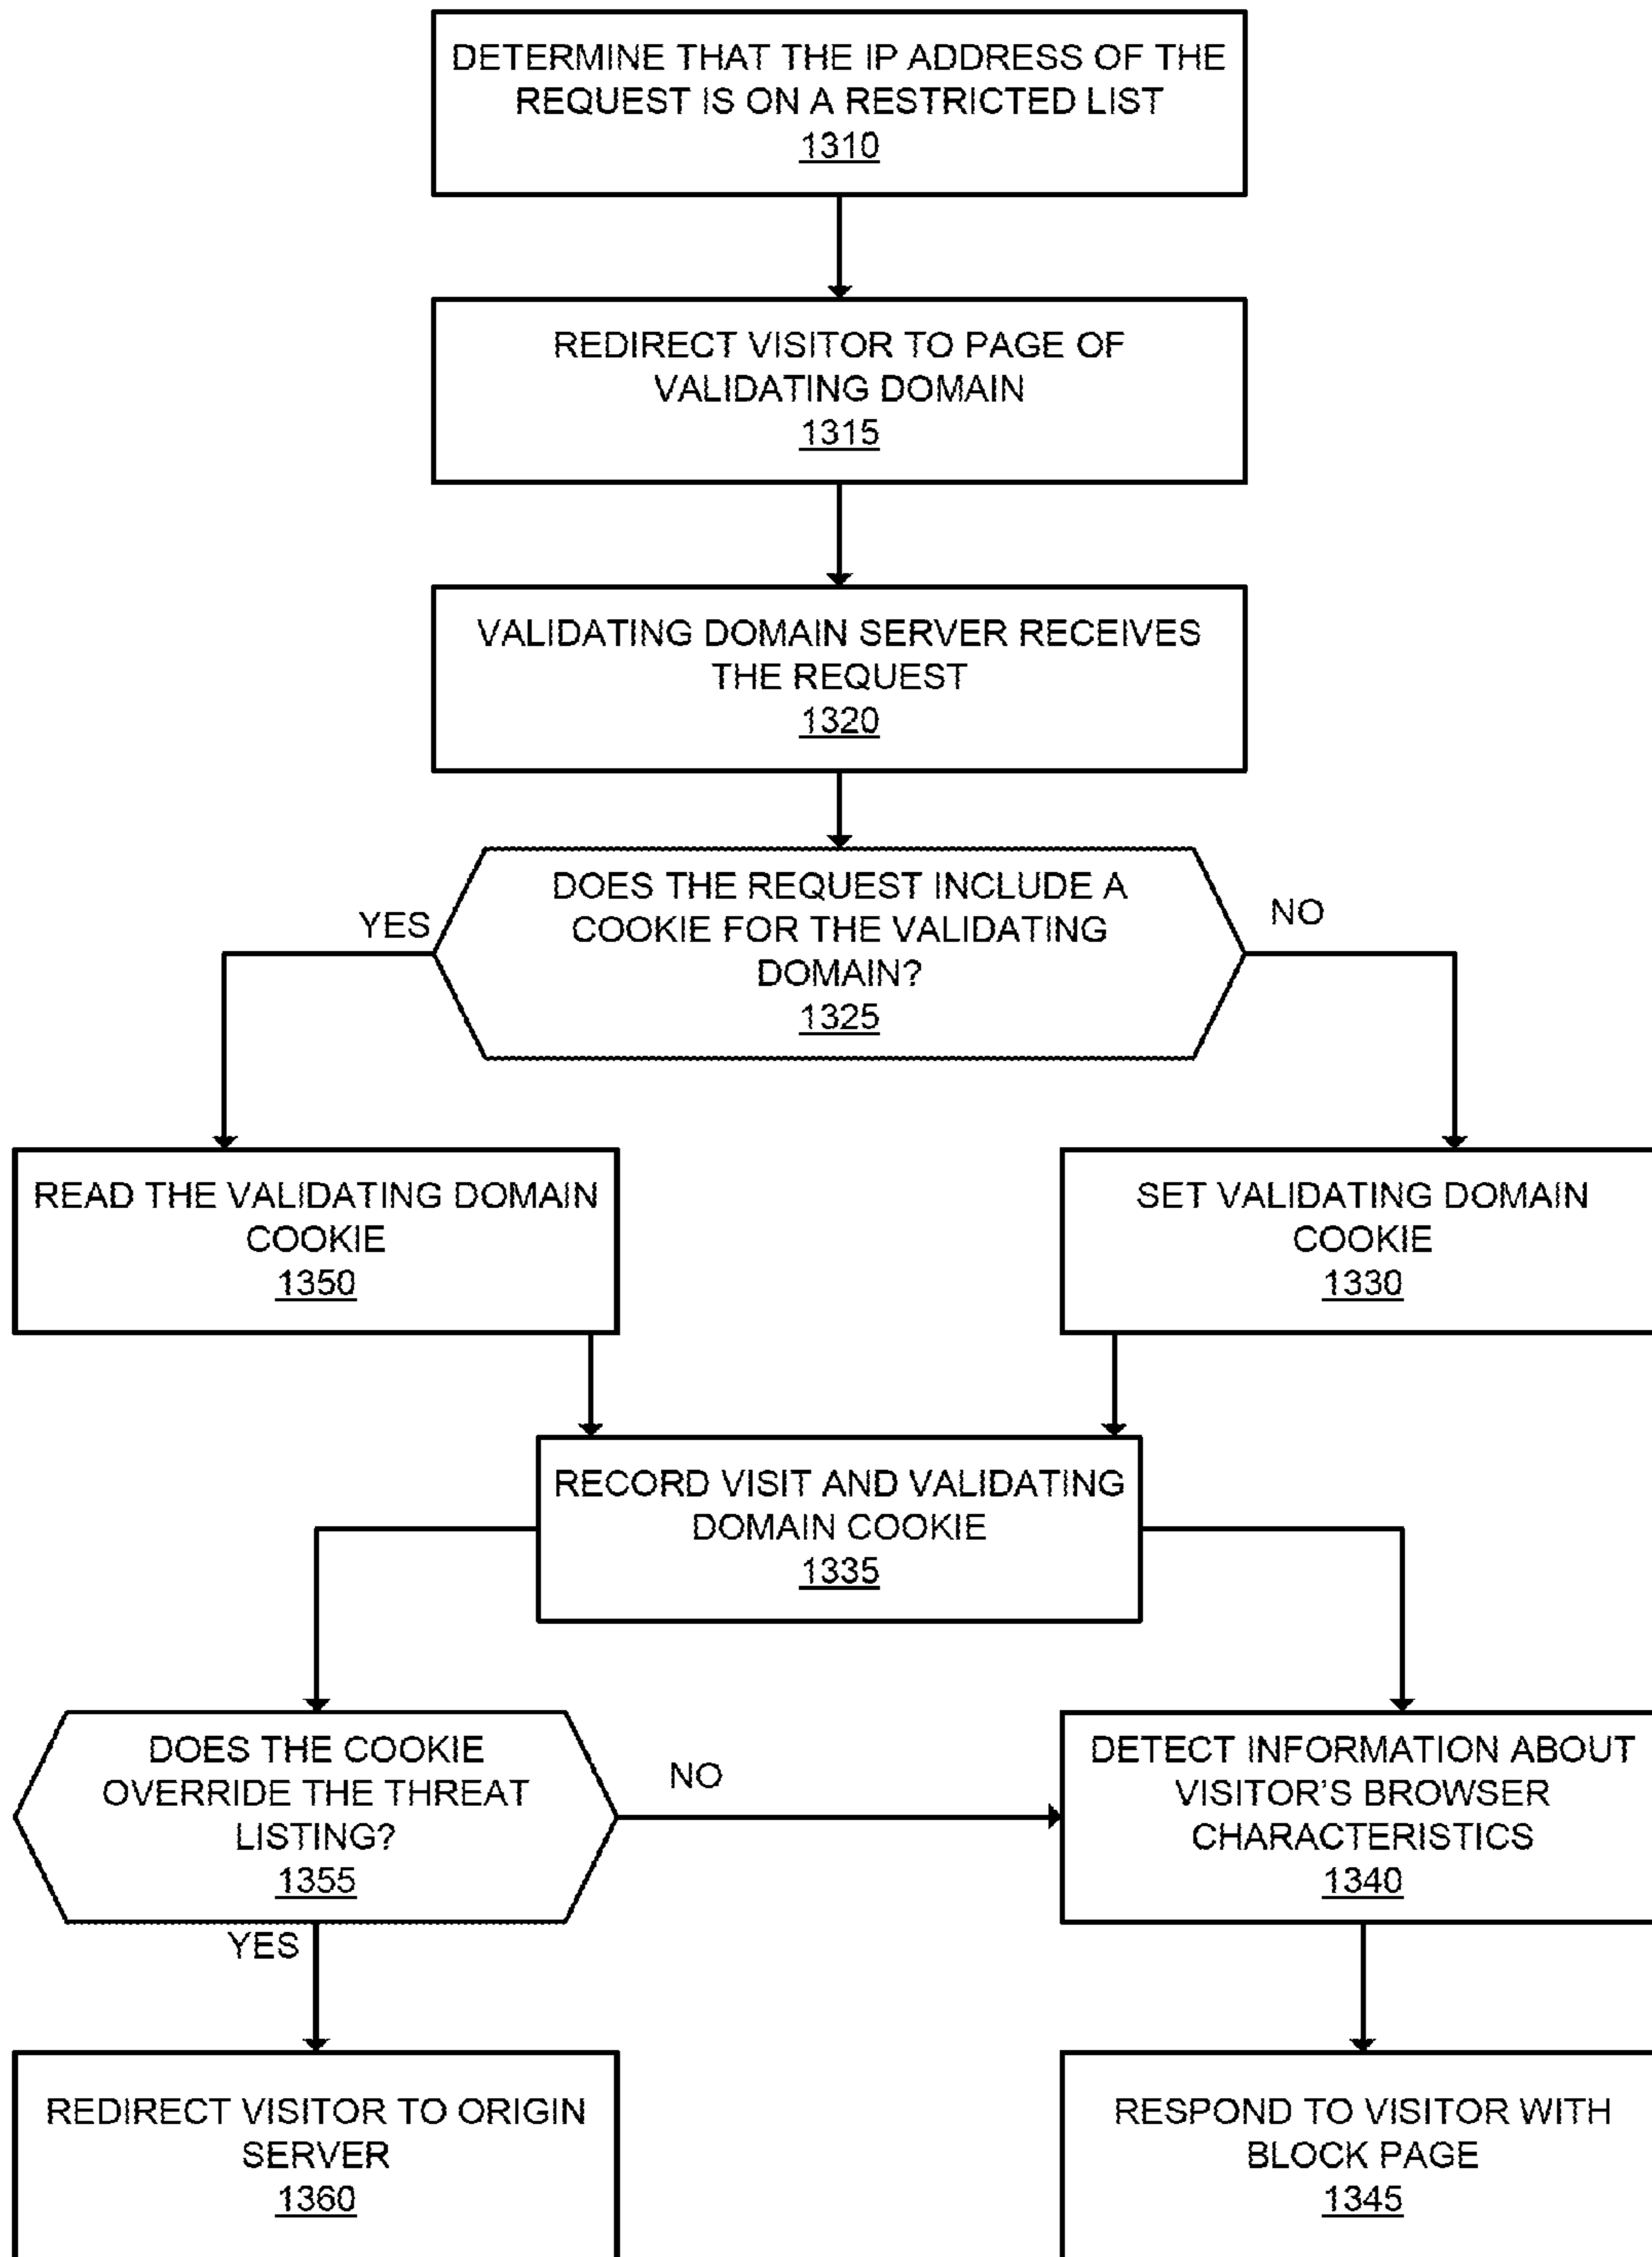 DETERMINE THAT THE IP ADDRESS OF THE
REQUEST IS ON A RESTRICTED LIST
1310
REDIRECT VISITOR TO PAGE OF
VALIDATING DOMAIN
1315
VALIDATING DOMAIN SERVER RECEIVES
THE REQUEST
1320
DOES THE REQUEST INCLUDE A
COOKIE FOR THE VALIDATING
DOMAIN?
1325
YES
NO
READ THE VALIDATING DOMAIN
COOKIE
1350
SET VALIDATING DOMAIN
COOKIE
1330
RECORD VISIT AND VALIDATING
DOMAIN COOKIE
1335
DOES THE COOKIE
OVERRIDE THE THREAT
LISTING?
1355
NO
YES
DETECT INFORMATION ABOUT
VISITOR'S BROWSER
CHARACTERISTICS
1340
REDIRECT VISITOR TO ORIGIN
SERVER
1360
RESPOND TO VISITOR WITH
BLOCK PAGE
1345